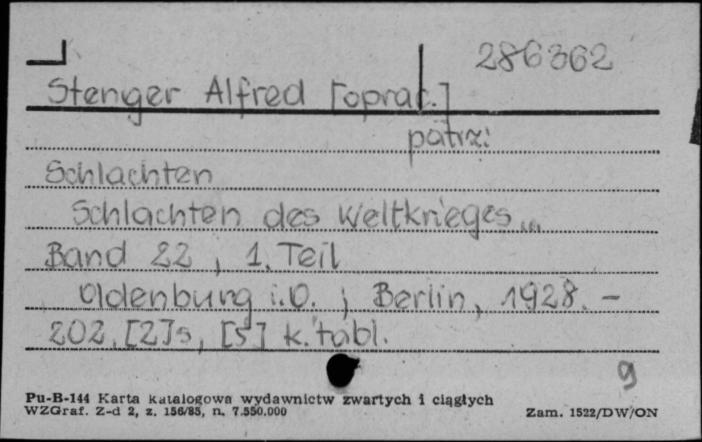 286362
Stenger Alfred [oprac.]
patrz:
Schlachten
Schlachten des Weltkrieges...
Band 22, 1. Teil
Oldenburg i.O. ; Berlin, 1928. –
202, [2] s, [5] k. tabl.
9
Pu-B-144 Karta katalogowa wydawnictw zwartych i ciągłych
WZGraf. Z-d 2, z. 156/85, n. 7.550.000
Zam. 1522/DW/ON